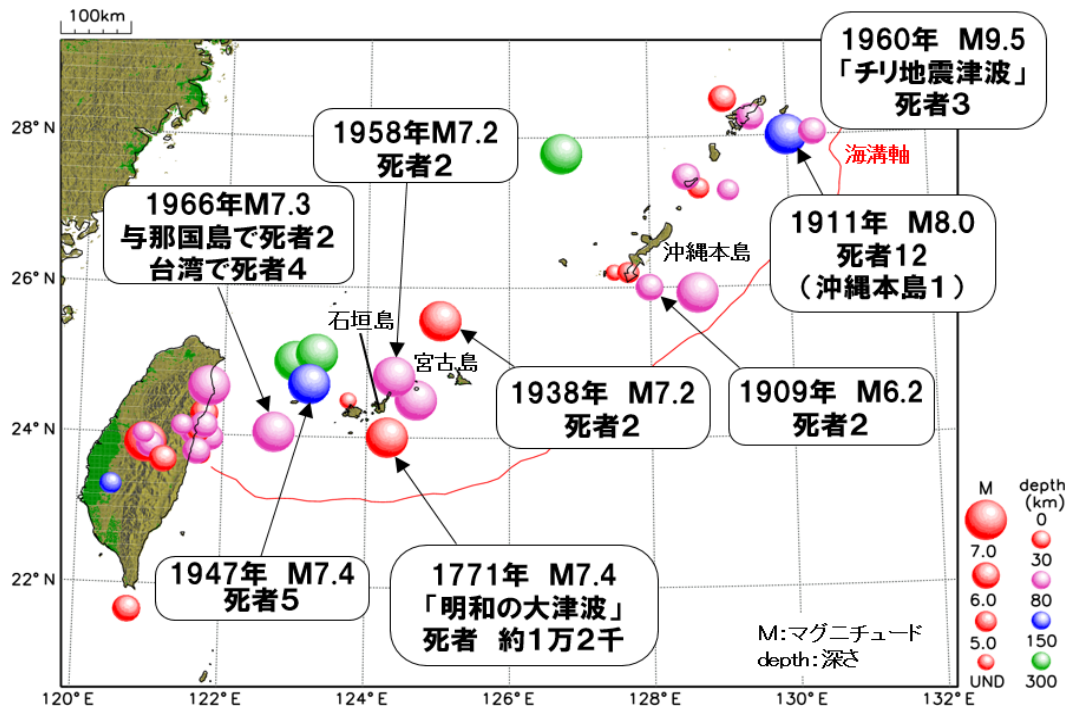 100km
1960年 M9.5
「チリ地震津波」
死者3
1958年M7.2
死者2
28°N
海溝軸
1966年M7.3
与那国島で死者2
台湾で死者4
1911年 M8.0
死者12
（沖縄本島1）
沖縄本島
26°N
石垣島
宮古島
1938年 M7.2
死者2
1909年 M6.2
死者2
24°N
1947年 M7.4
死者5
1771年 M7.4
「明和の大津波」
死者 約1万2千
22°N
M:マグニチュード
depth:深さ
M
7.0
6.0
5.0
UND
depth
(km)
0
30
80
150
300
120°E
122°E
124°E
126°E
128°E
130°E
132°E